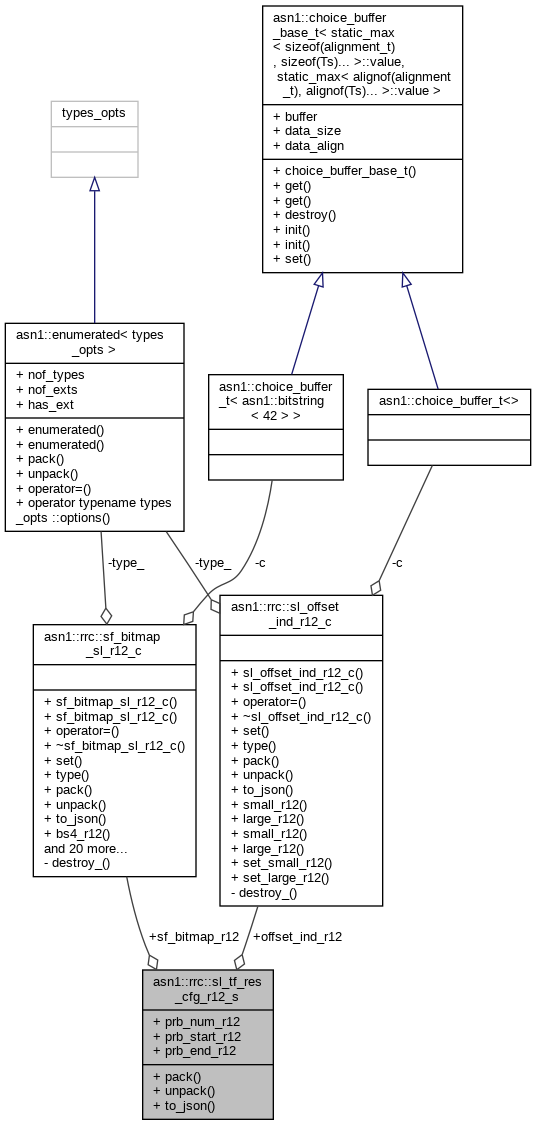 asn1::choice_buffer
_base_t< static_max
< sizeof(alignment_t)
, sizeof(Ts)... >::value,
static_max< alignof(alignment
_t), alignof(Ts)... >::value >
+ buffer
+ data_size
+ data_align
+ choice_buffer_base_t()
+ get()
+ get()
+ destroy()
+ init()
+ init()
+ set()
types_opts
asn1::enumerated< types
_opts >
+ nof_types
+ nof_exts
+ has_ext
+ enumerated()
+ enumerated()
+ pack()
+ unpack()
+ operator=()
+ operator typename types
_opts ::options()
asn1::choice_buffer
_t< asn1::bitstring
< 42 > >
asn1::choice_buffer_t<>
-type_
-type_
-c
-c
asn1::rrc::sf_bitmap
_sl_r12_c
+ sf_bitmap_sl_r12_c()
+ sf_bitmap_sl_r12_c()
+ operator=()
+ ~sf_bitmap_sl_r12_c()
+ set()
+ type()
+ pack()
+ unpack()
+ to_json()
+ bs4_r12()
and 20 more...
- destroy_()
asn1::rrc::sl_offset
_ind_r12_c
+ sl_offset_ind_r12_c()
+ sl_offset_ind_r12_c()
+ operator=()
+ ~sl_offset_ind_r12_c()
+ set()
+ type()
+ pack()
+ unpack()
+ to_json()
+ small_r12()
+ large_r12()
+ small_r12()
+ large_r12()
+ set_small_r12()
+ set_large_r12()
- destroy_()
+sf_bitmap_r12
+offset_ind_r12
asn1::rrc::sl_tf_res
_cfg_r12_s
+ prb_num_r12
+ prb_start_r12
+ prb_end_r12
+ pack()
+ unpack()
+ to_json()